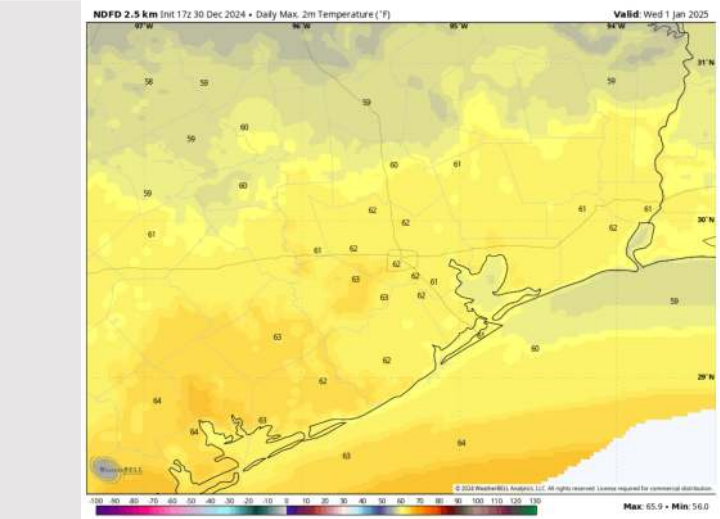 NDFD 2.5 km Init 17z 30 Dec 2024 • Daily Max. 2m Temperature (°F) Valid: Wed 1 Jan 2025
97°W 96°W 95°W 94°W
31°N
58 59 59
59
60
59
60 61
60
59
62 61 61
62 62
61
30°N
61 62
62
63 62 61
63 62
59
63
60
62
62
29°N
64
63
64
64
63
WeatherBELL
© 2024 WeatherBELL Analytics, LLC. All rights reserved. License required for commercial distribution.
-100 -90 -80 -70 -60 -50 -40 -30 -20 -10 0 10 20 30 40 50 60 70 80 90 100 110 120 130
Max: 65.9 • Min: 56.0